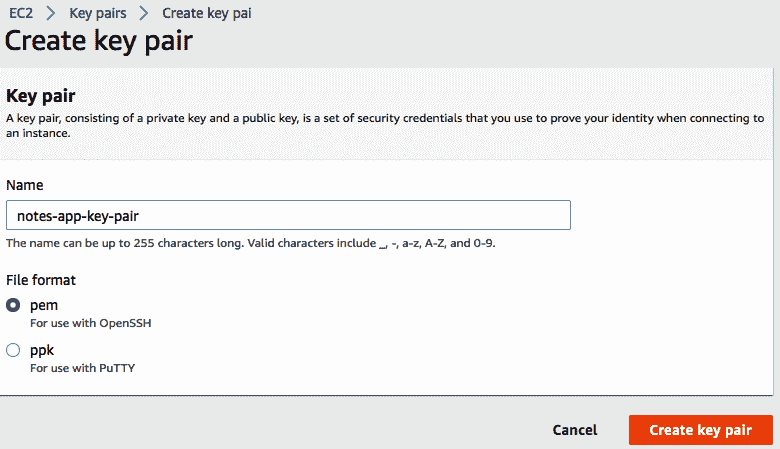 EC2 > Key pairs > Create key pai
Create key pair
Key pair
A key pair, consisting of a private key and a public key, is a set of security credentials that you use to prove your identity when connecting to
an instance.
Name
notes-app-key-pair
The name can be up to 255 characters long. Valid characters include _, -, a-z, A-Z, and 0-9.
File format
pem
For use with OpenSSH
ppk
For use with PuTTY
Cancel Create key pair